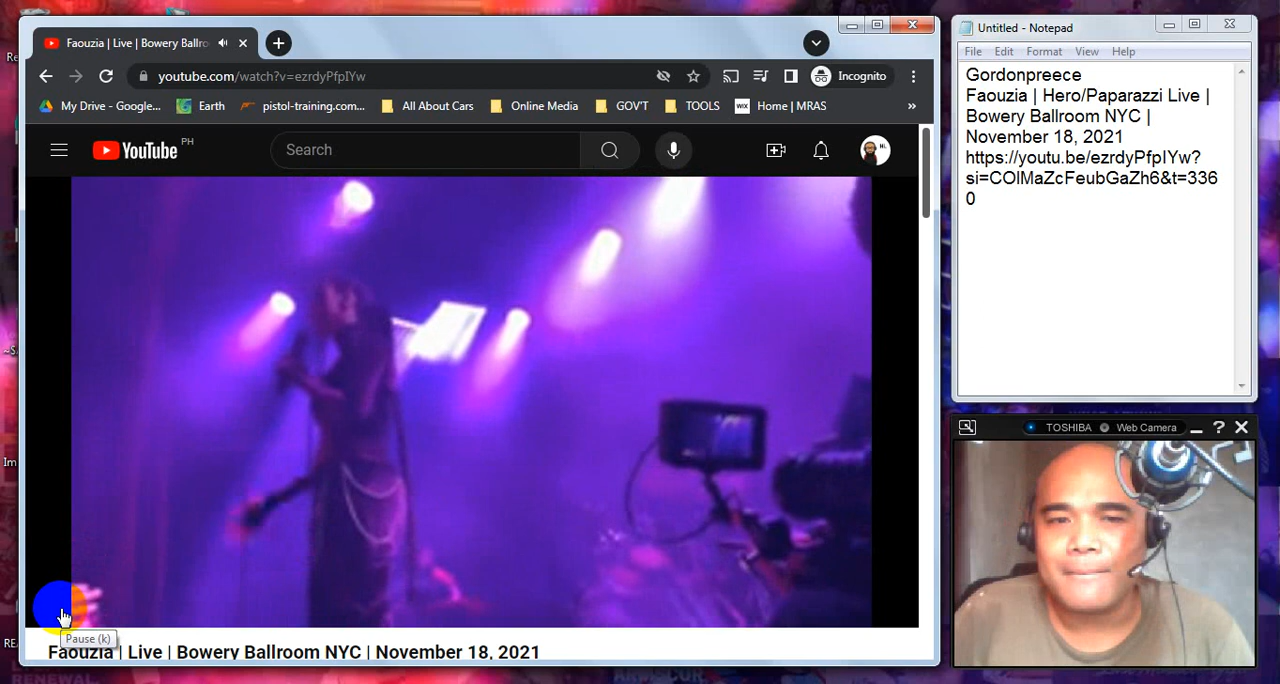 Faouzia | Live | Bowery Ballro
youtube.com/watch?v=ezrdyPfpIYw
Incognito
My Drive - Google...
Earth
pistol-training.com...
All About Cars
Online Media
GOV'T
TOOLS
WIX
Home | MRAS
»
YouTube PH
Search
Pause (k)
Faouzia | Live | Bowery Ballroom NYC | November 18, 2021
Untitled - Notepad
File Edit Format View Help
Gordonpreece
Faouzia | Hero/Paparazzi Live |
Bowery Ballroom NYC |
November 18, 2021
https://youtu.be/ezrdyPfpIYw?
si=COlMaZcFeubGaZh6&t=336
0
TOSHIBA Web Camera
RENEWAL.